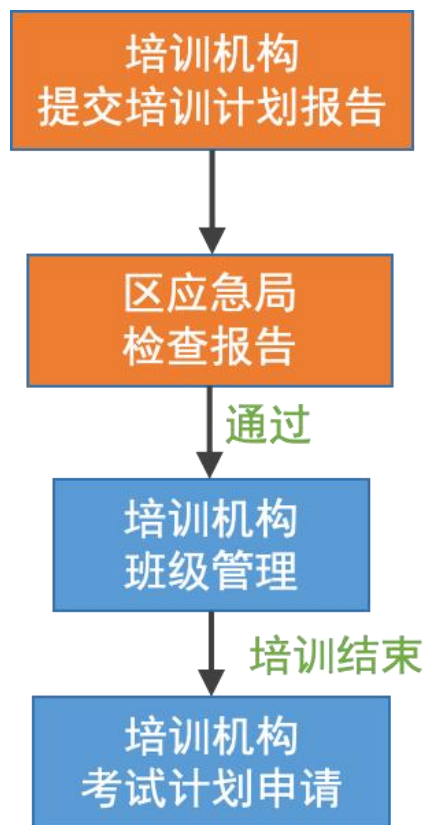 培训机构
提交培训计划报告
区应急局
检查报告
通过
培训机构
班级管理
培训结束
培训机构
考试计划申请